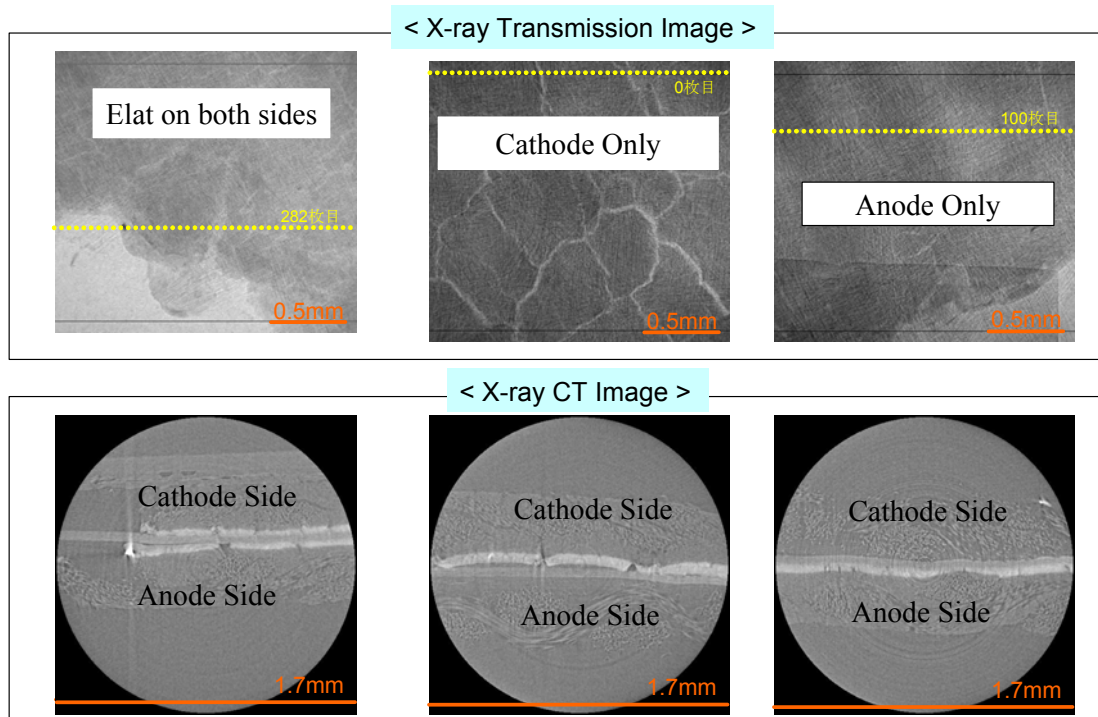 < X-ray Transmission Image >
Elat on both sides
282枚目
0.5mm
0枚目
Cathode Only
0.5mm
100枚目
Anode Only
0.5mm
< X-ray CT Image >
Cathode Side
Anode Side
1.7mm
Cathode Side
Anode Side
1.7mm
Cathode Side
Anode Side
1.7mm